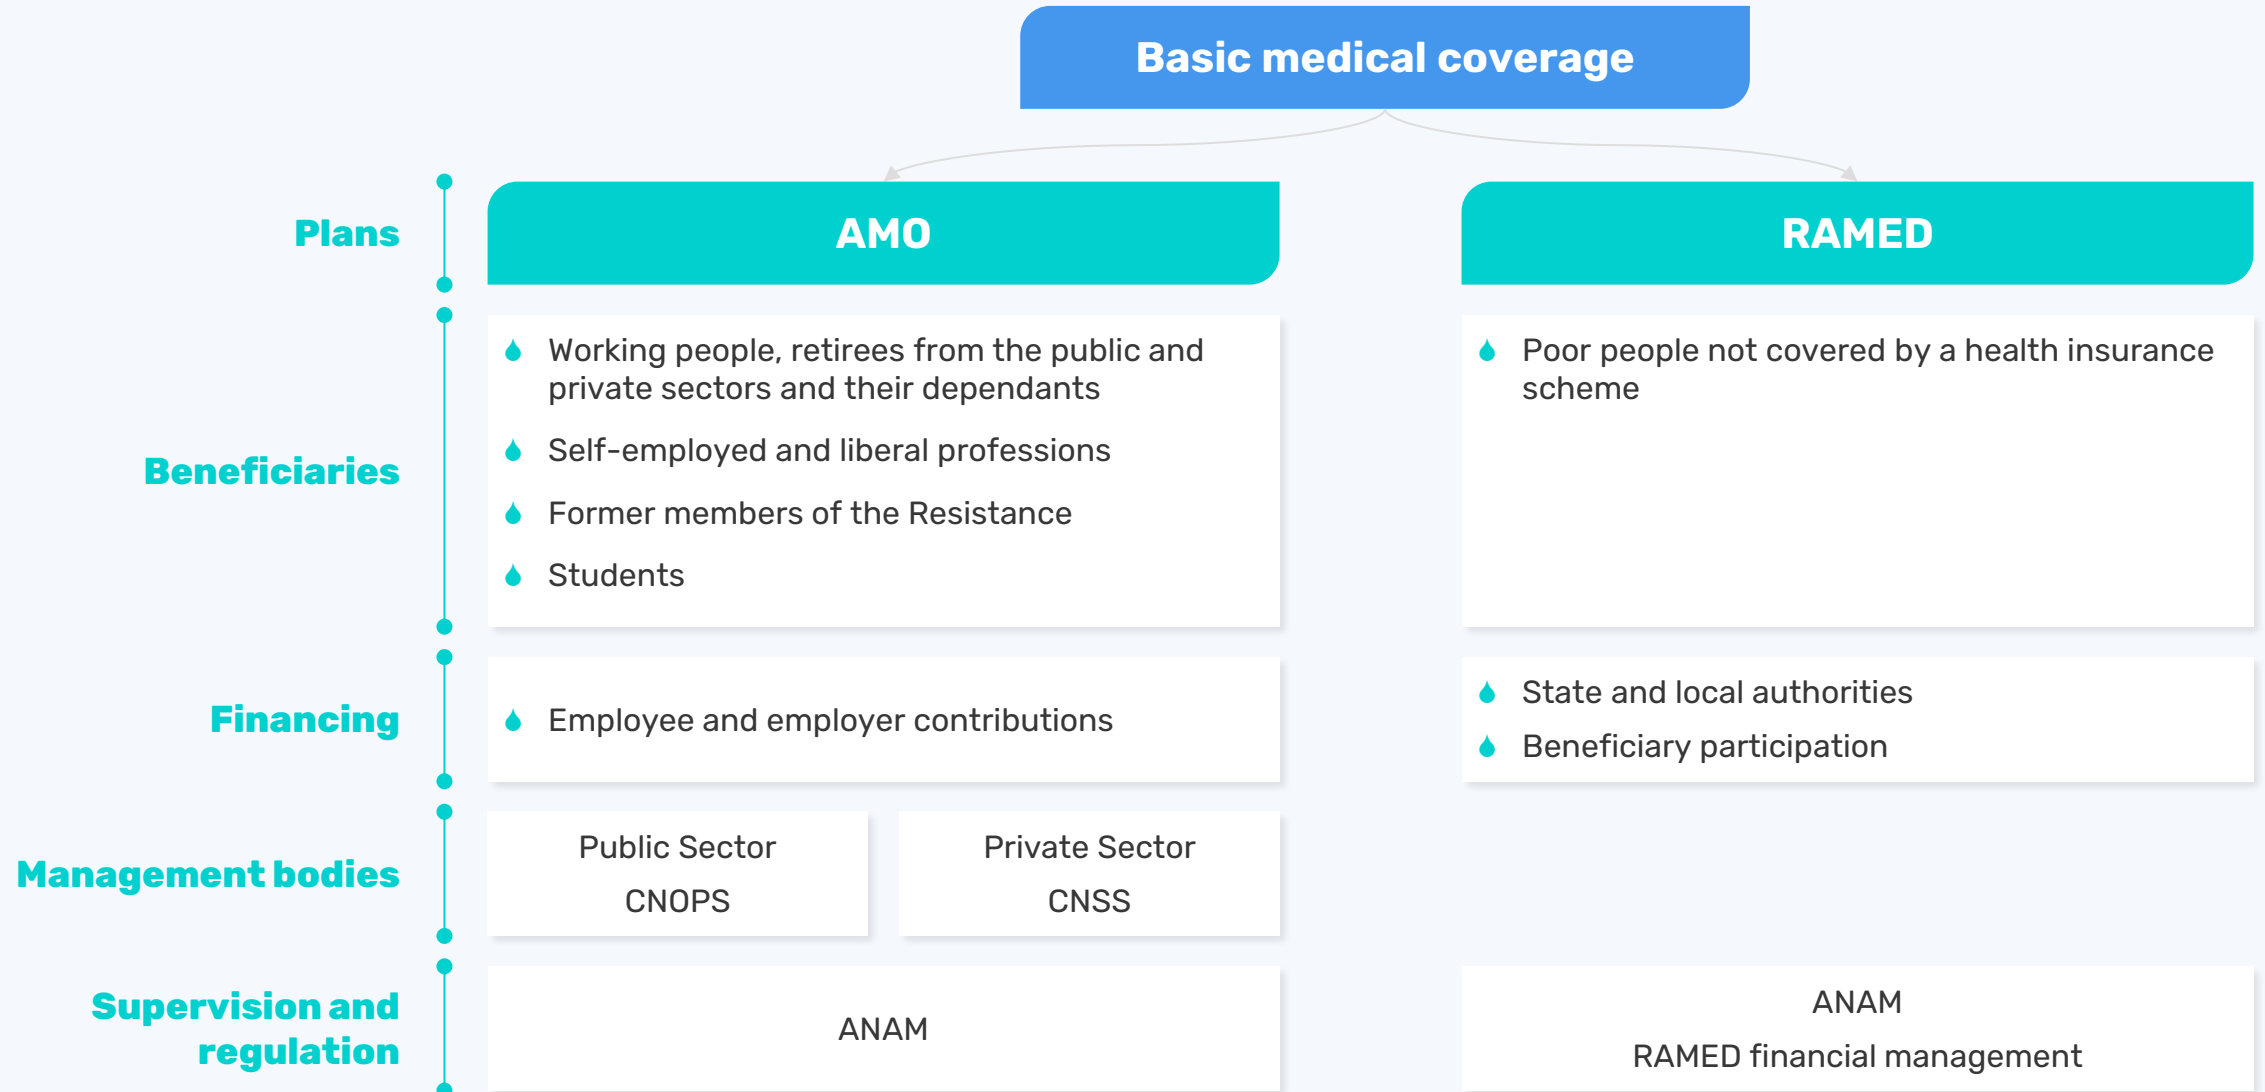 Basic medical coverage
Plans
AMO
RAMED
Beneficiaries
Working people, retirees from the public and
private sectors and their dependants
Self-employed and liberal professions
Former members of the Resistance
Students
Poor people not covered by a health insurance
scheme
Financing
Employee and employer contributions
State and local authorities
Beneficiary participation
Management bodies
Public Sector
CNOPS
Private Sector
CNSS
Supervision and
regulation
ANAM
ANAM
RAMED financial management